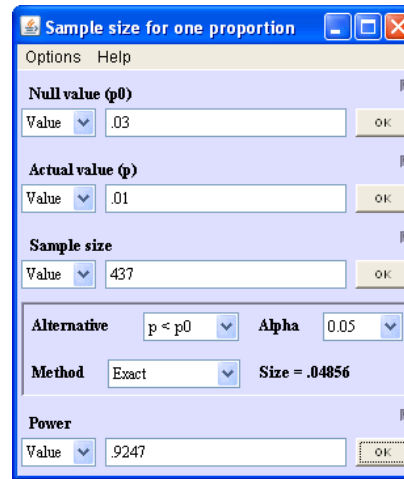 Sample size for one proportion
Options Help
Null value (p0)
Value .03 OK
Actual value (p)
Value .01 OK
Sample size
Value 437 OK
Alternative p < p0 Alpha 0.05
Method Exact Size = .04856
Power
Value .9247 OK